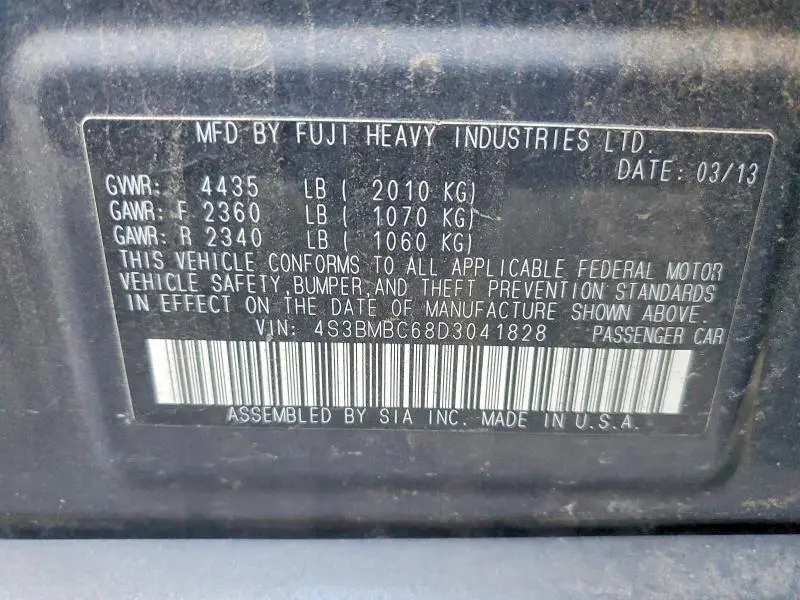 MFD BY FUJI HEAVY INDUSTRIES LTD.
DATE: 03/13
GVWR: 4435 LB ( 2010 KG)
GAWR: F 2360 LB ( 1070 KG)
GAWR: R 2340 LB ( 1060 KG)
THIS VEHICLE CONFORMS TO ALL APPLICABLE FEDERAL MOTOR
VEHICLE SAFETY, BUMPER, AND THEFT PREVENTION STANDARDS
IN EFFECT ON THE DATE OF MANUFACTURE SHOWN ABOVE.
VIN: 4S3BMBC68D3041828 PASSENGER CAR
ASSEMBLED BY SIA INC. MADE IN U.S.A.